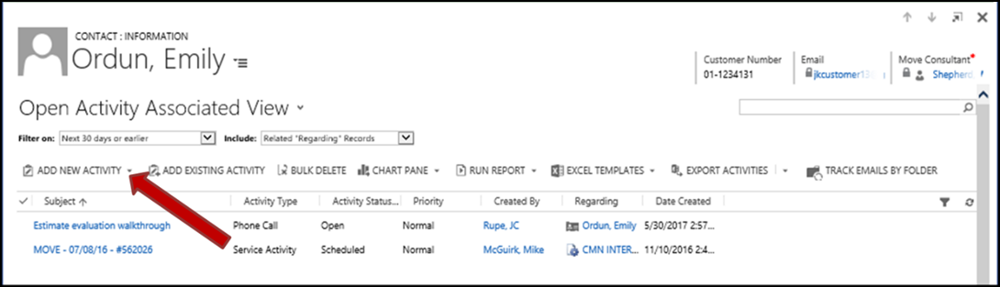 CONTACT : INFORMATION
Ordun, Emily
Customer Number
01-1234131
Email
jkcustomer13
Move Consultant*
Shepherd
Open Activity Associated View
Filter on: Next 30 days or earlier Include: Related "Regarding" Records
ADD NEW ACTIVITY ADD EXISTING ACTIVITY BULK DELETE CHART PANE RUN REPORT EXCEL TEMPLATES EXPORT ACTIVITIES TRACK EMAILS BY FOLDER
Subject Activity Type Activity Status... Priority Created By Regarding Date Created
Estimate evaluation walkthrough Phone Call Open Normal Rupe, JC Ordun, Emily 5/30/2017 2:57...
MOVE - 07/08/16 - #562026 Service Activity Scheduled Normal McGuirk, Mike CMN INTER... 11/10/2016 2:4...